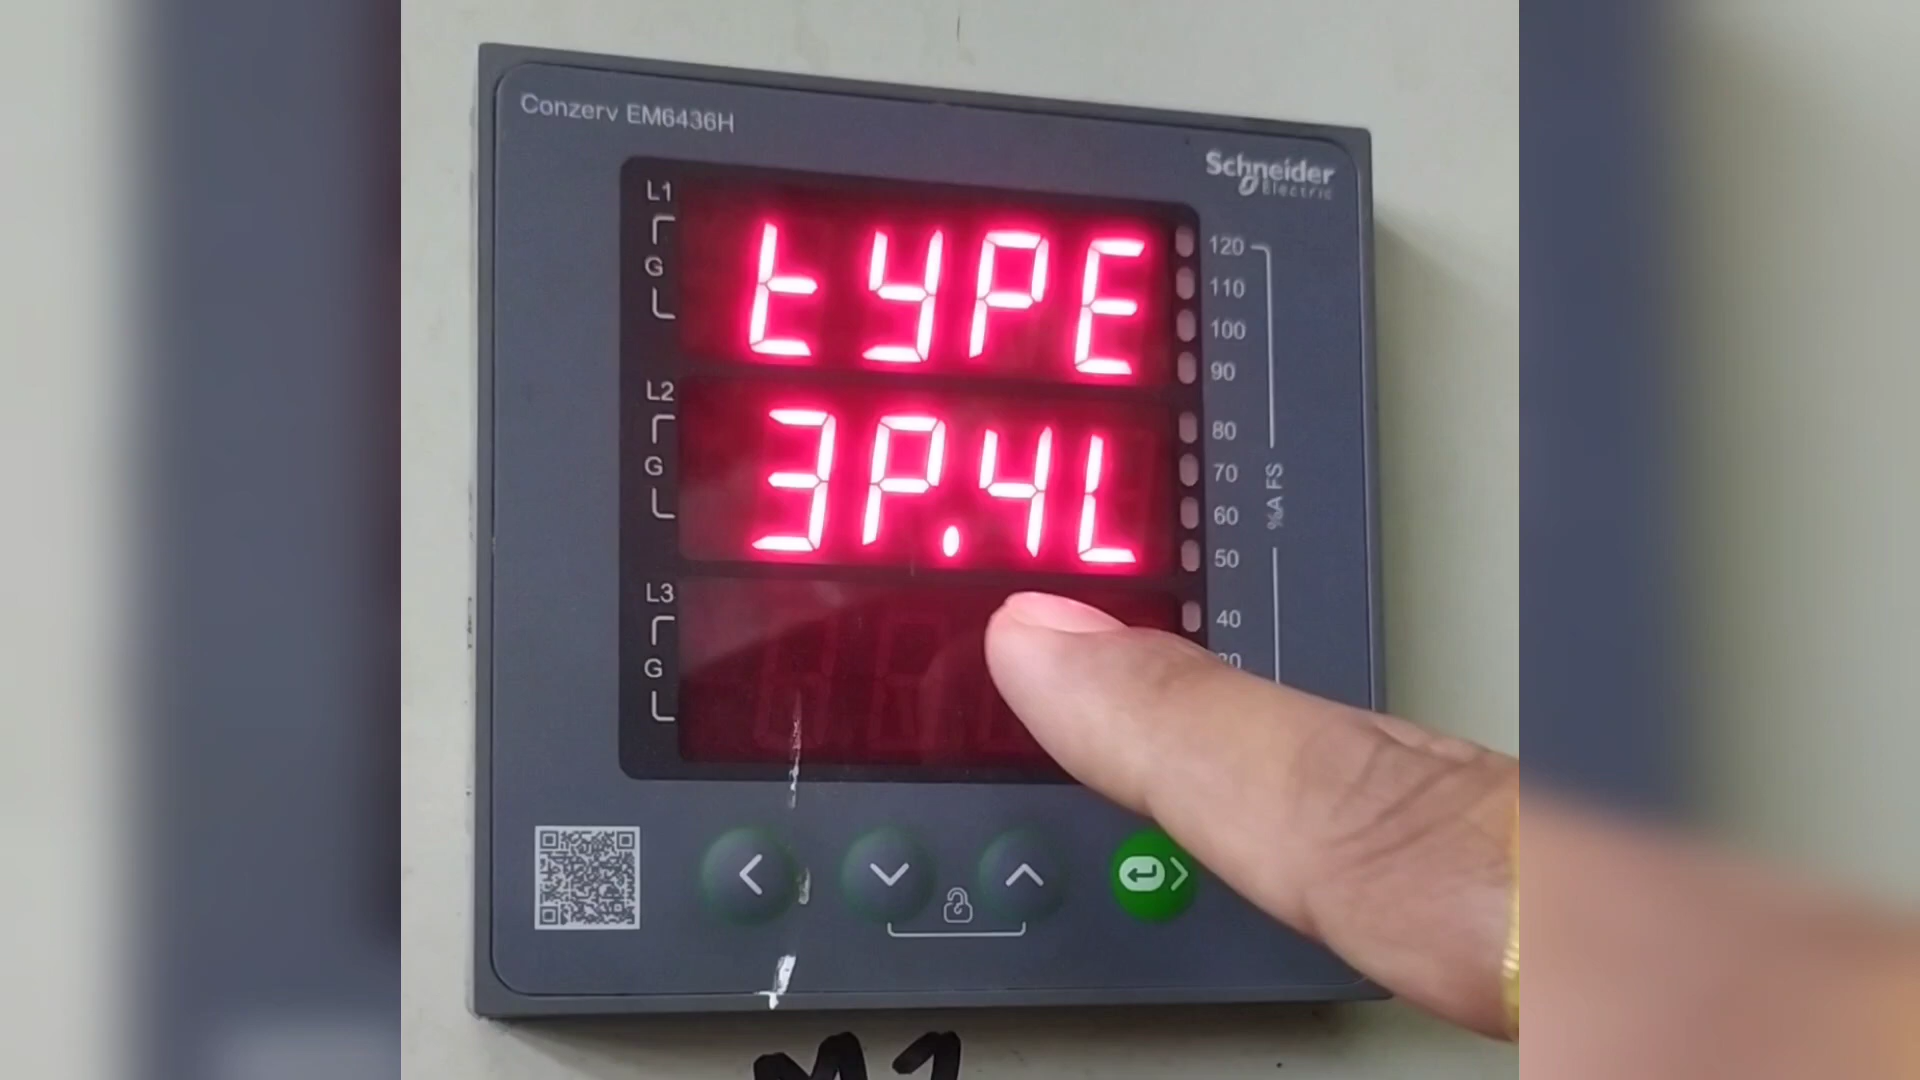 Conzerv EM6436H
Schneider
Electric
L1
G
tYPE
L2
G
3P.4L
L3
G
120
110
100
90
80
70
60
50
40
%A FS
M1